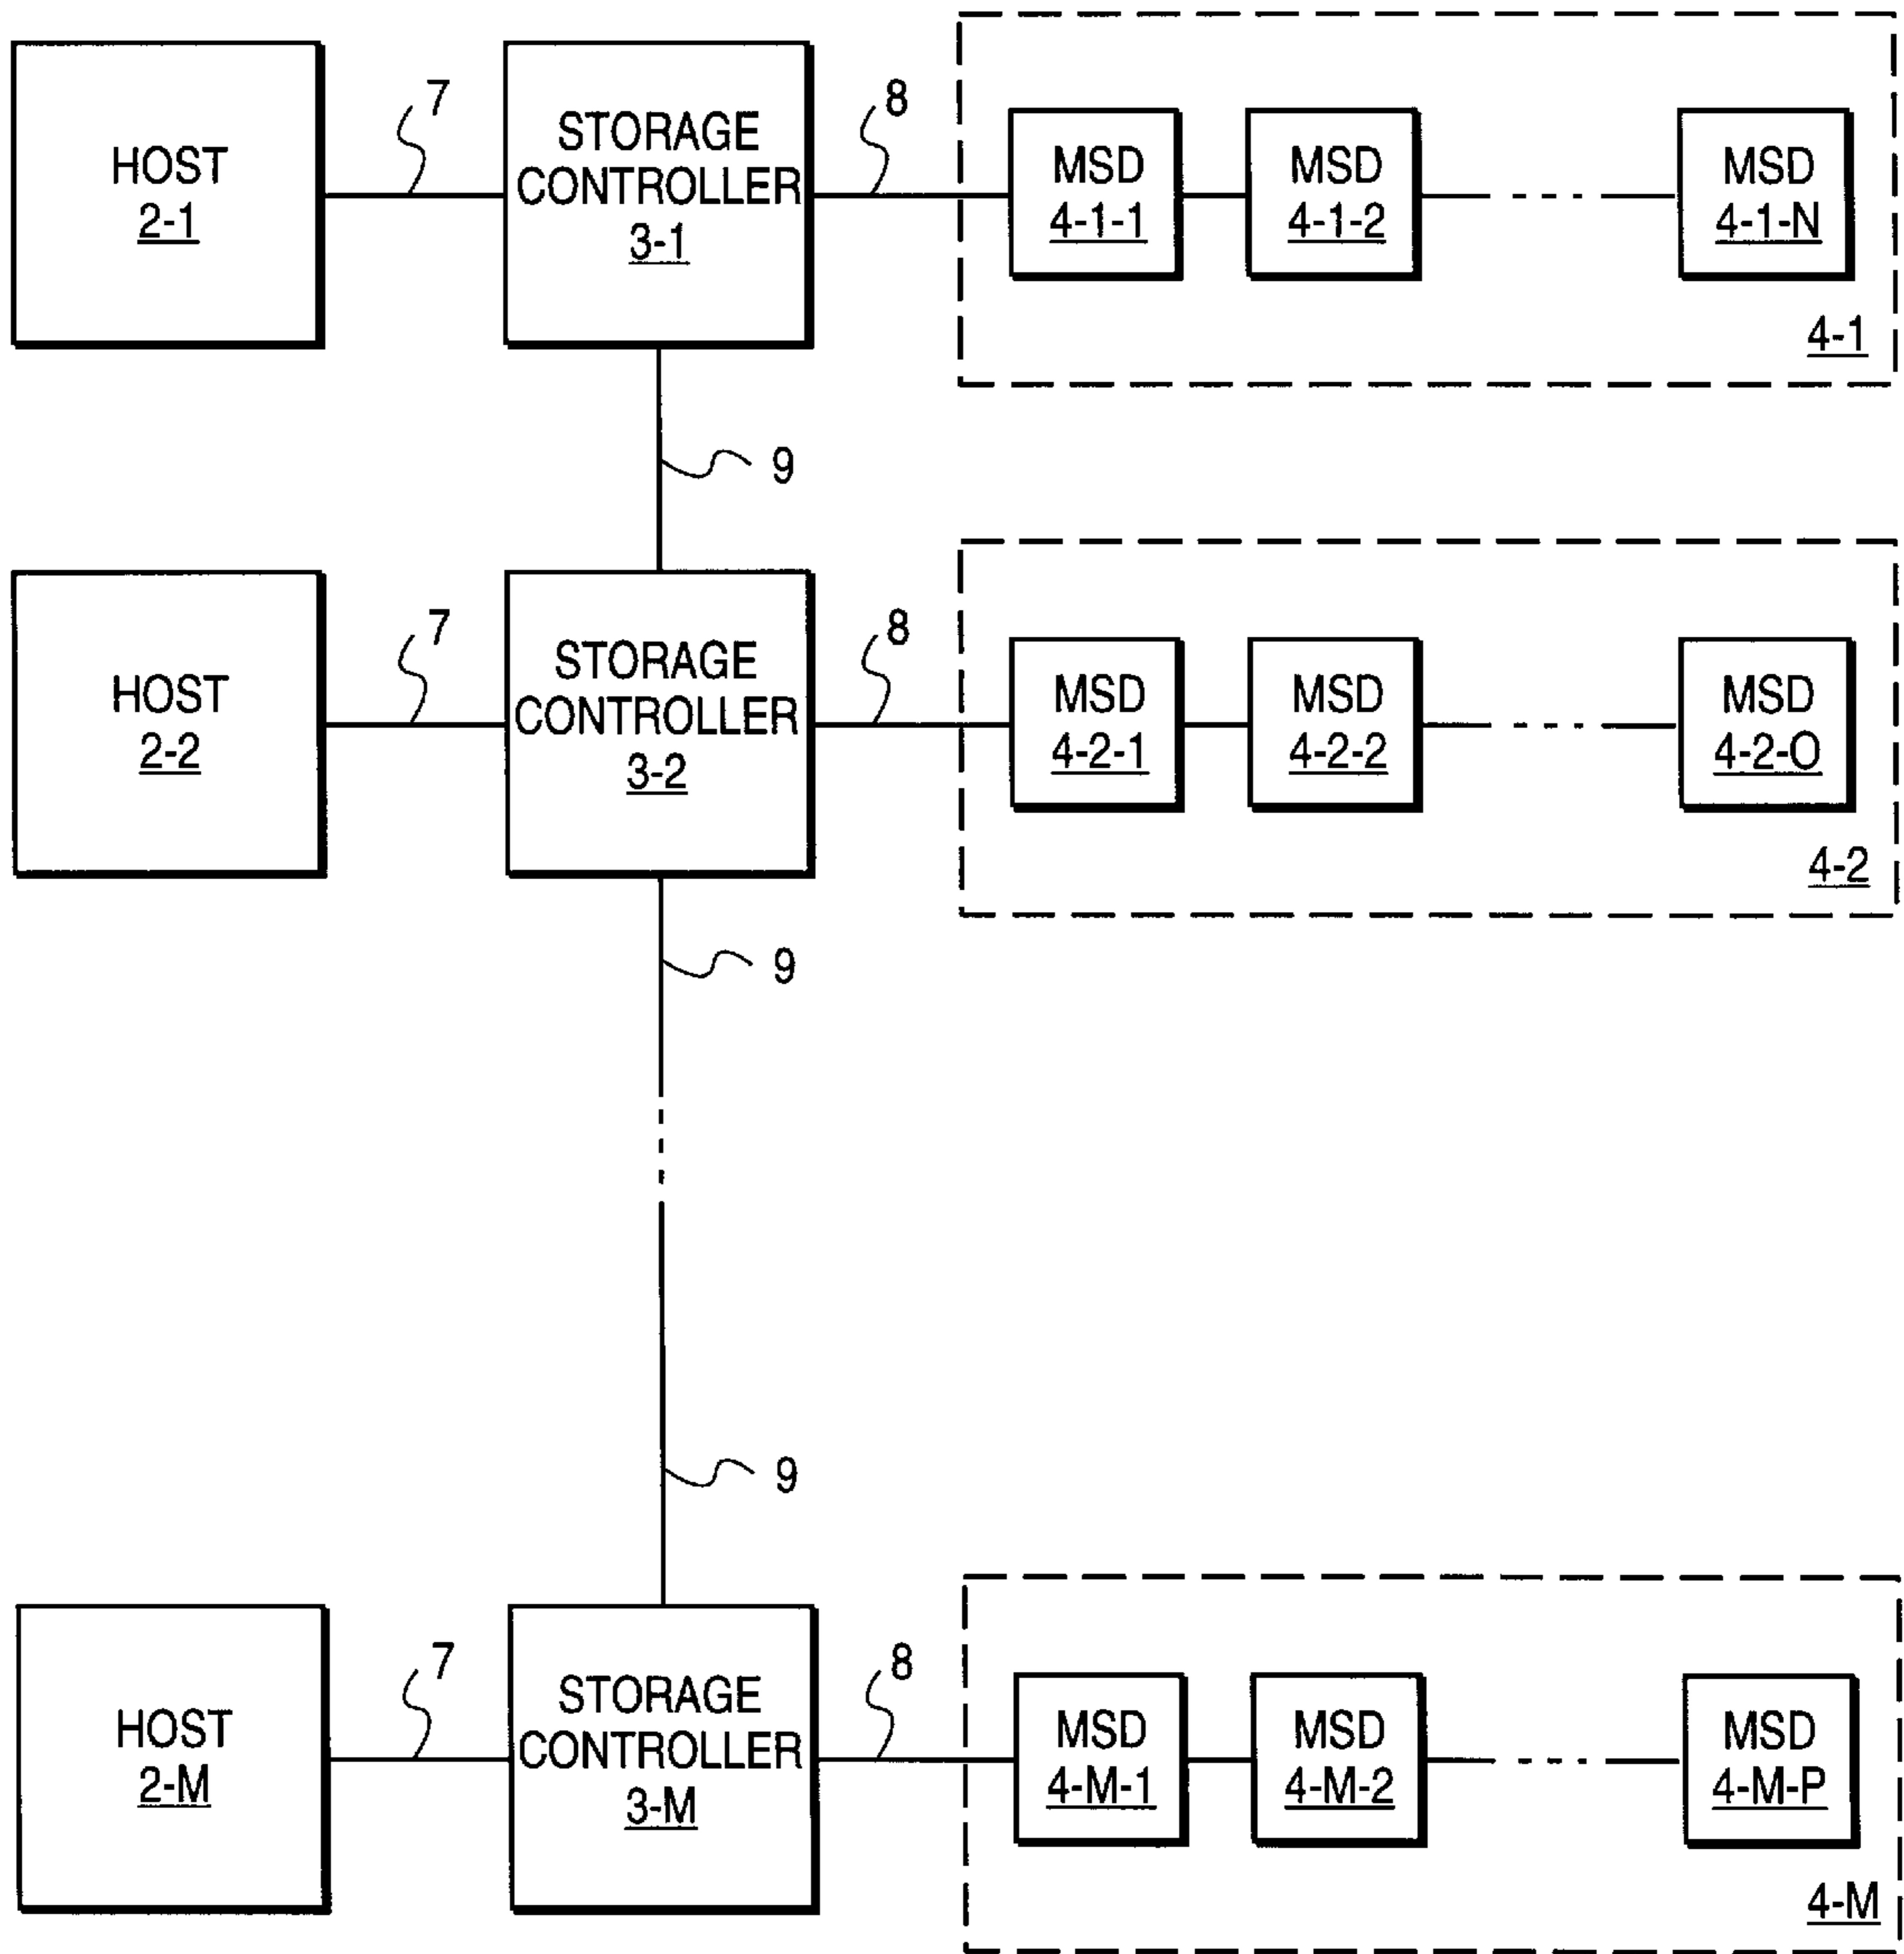 7
8
HOST
2-1
STORAGE
CONTROLLER
3-1
MSD
4-1-1
MSD
4-1-2
MSD
4-1-N
4-1
9
7
8
HOST
2-2
STORAGE
CONTROLLER
3-2
MSD
4-2-1
MSD
4-2-2
MSD
4-2-O
4-2
9
9
7
8
HOST
2-M
STORAGE
CONTROLLER
3-M
MSD
4-M-1
MSD
4-M-2
MSD
4-M-P
4-M